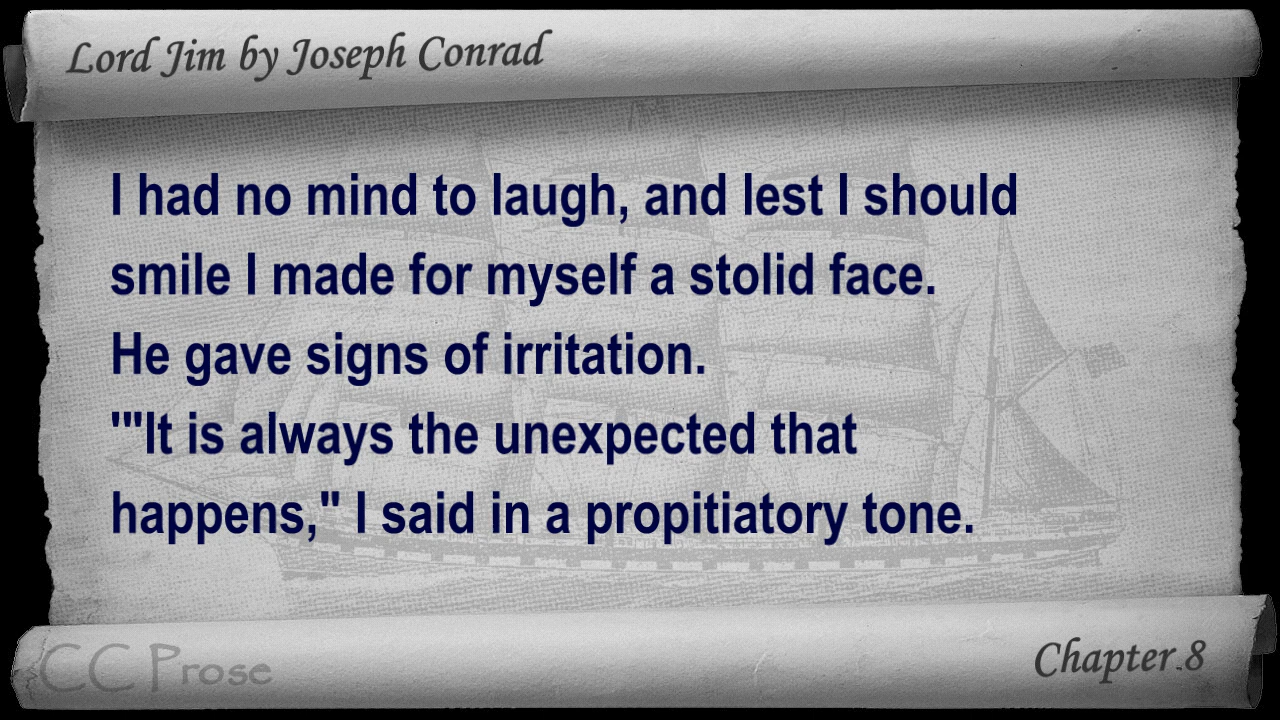 Lord Jim by Joseph Conrad
I had no mind to laugh, and lest I should
smile I made for myself a stolid face.
He gave signs of irritation.
'"It is always the unexpected that
happens," I said in a propitiatory tone.
CC Prose
Chapter 8